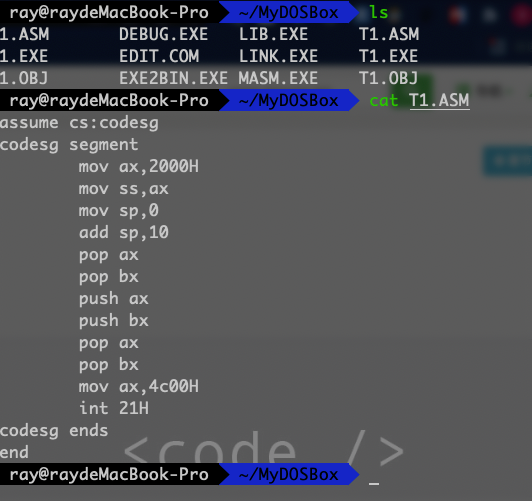 ray@raydeMacBook-Pro ~/MyDOSBox ls
1.ASM DEBUG.EXE LIB.EXE T1.ASM
1.EXE EDIT.COM LINK.EXE T1.EXE
1.OBJ EXE2BIN.EXE MASM.EXE T1.OBJ
ray@raydeMacBook-Pro ~/MyDOSBox cat T1.ASM
assume cs:codesg
codesg segment
mov ax,2000H
mov ss,ax
mov sp,0
add sp,10
pop ax
pop bx
push ax
push bx
pop ax
pop bx
mov ax,4c00H
int 21H
codesg ends
end
<code />
ray@raydeMacBook-Pro ~/MyDOSBox _